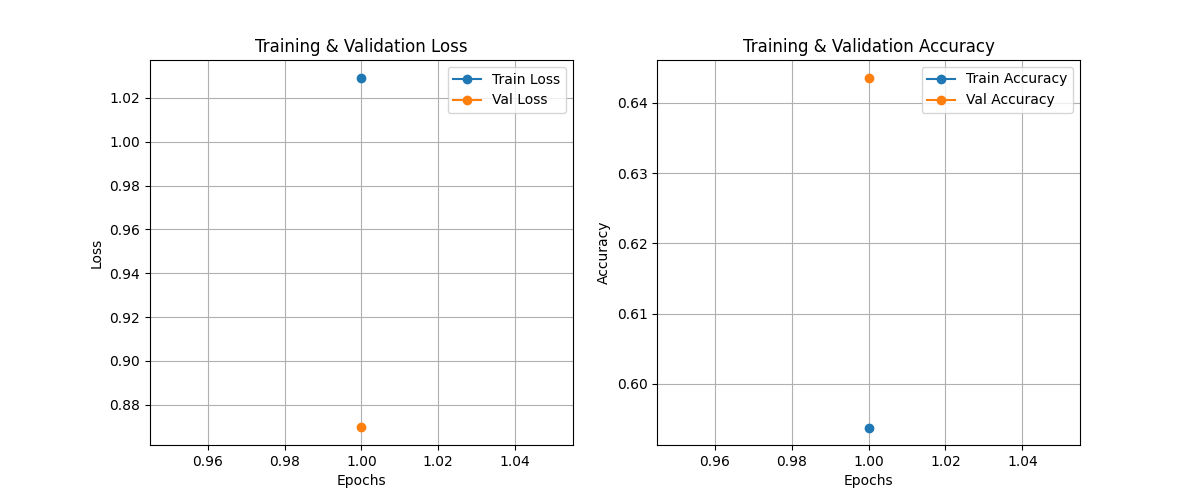 Training & Validation Loss
Train Loss
Val Loss
1.02
1.00
0.98
0.96
0.94
0.92
0.90
0.88
Loss
0.96 0.98 1.00 1.02 1.04
Epochs
Training & Validation Accuracy
Train Accuracy
Val Accuracy
0.64
0.63
0.62
0.61
0.60
Accuracy
0.96 0.98 1.00 1.02 1.04
Epochs